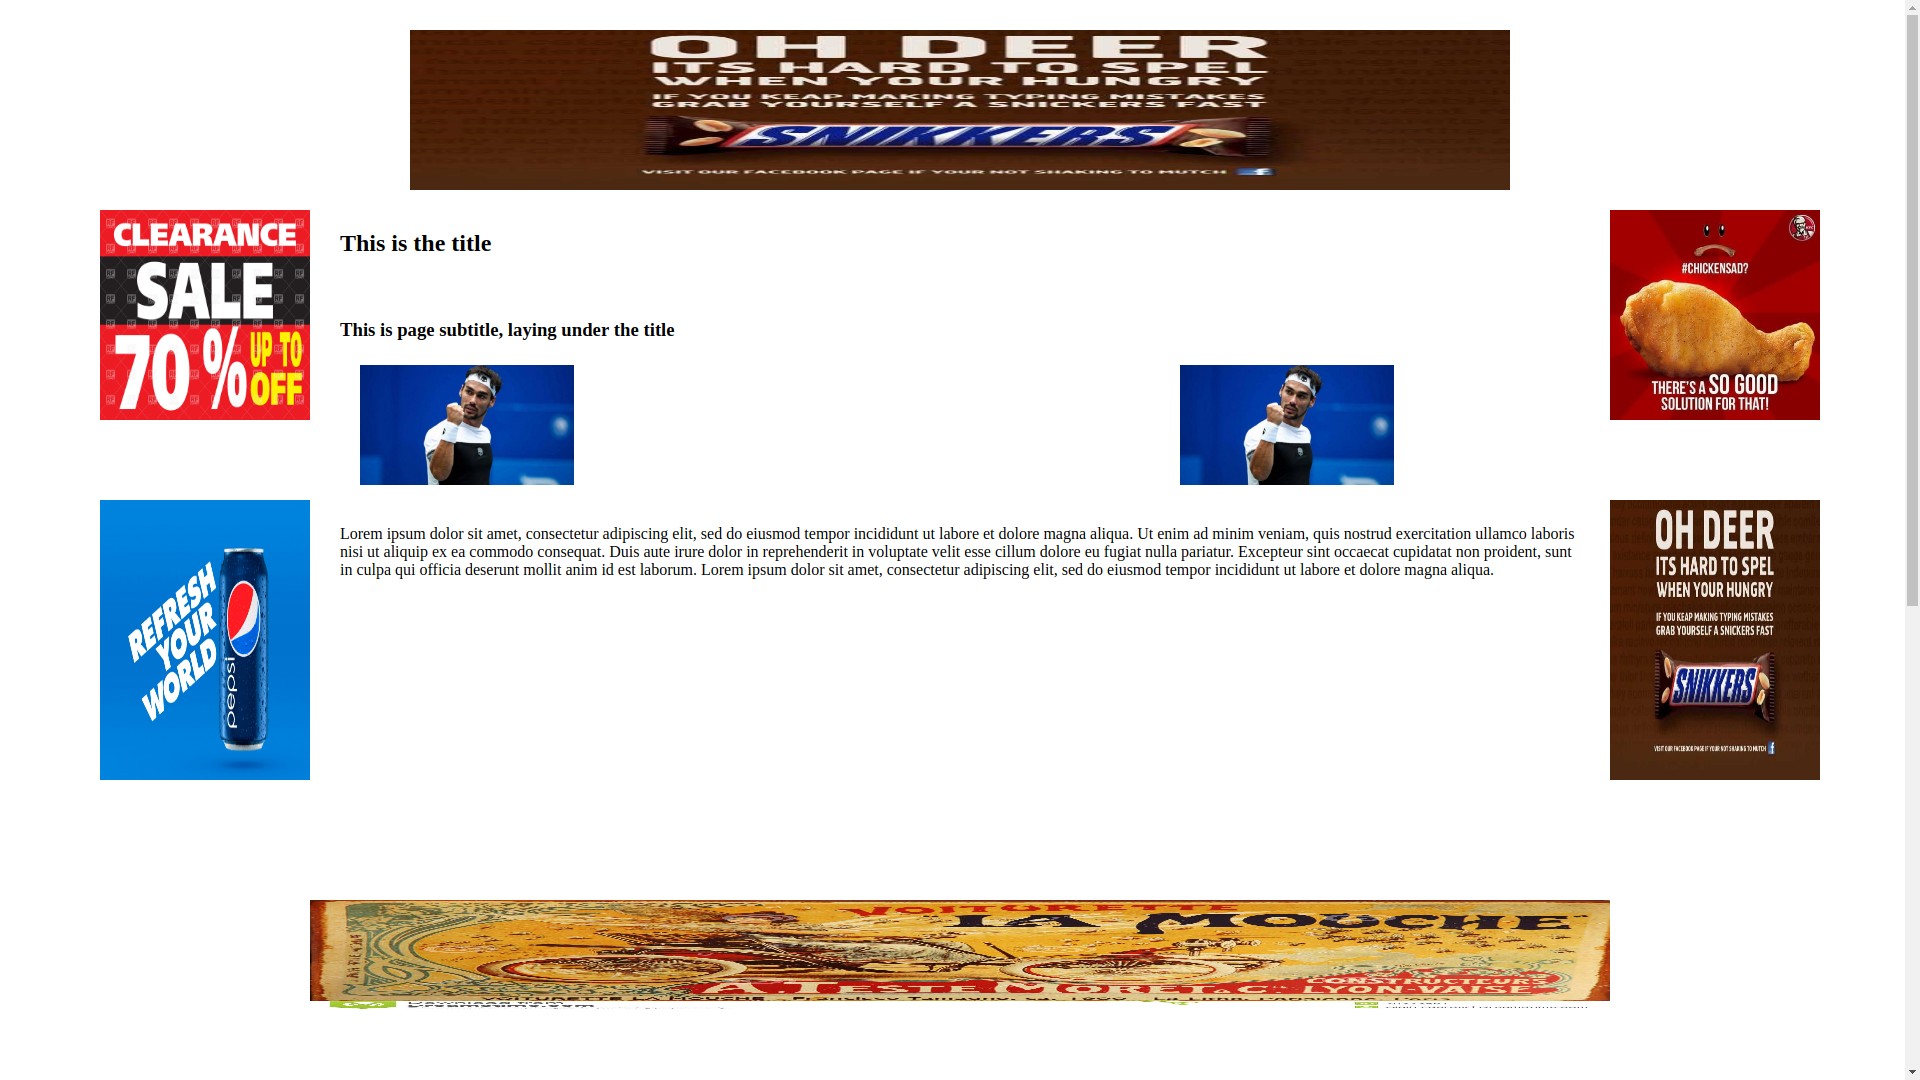 OH DEER
ITS HARD TO SPEL
WHEN YOUR HUNGRY
IF YOU KEAP MAKING TYPING MISTAKES
GRAB YOURSELF A SNICKERS FAST
SNIKKERS
VISIT OUR FACEBOOK PAGE IF YOUR NOT SHAKING TO MUTCH
CLEARANCE
SALE
70% UP TO
OFF
This is the title
This is page subtitle, laying under the title
#CHICKENSAD?
THERE'S A SO GOOD
SOLUTION FOR THAT!
REFRESH
YOUR
WORLD
pepsi
Lorem ipsum dolor sit amet, consectetur adipiscing elit, sed do eiusmod tempor incididunt ut labore et dolore magna aliqua. Ut enim ad minim veniam, quis nostrud exercitation ullamco laboris
nisi ut aliquip ex ea commodo consequat. Duis aute irure dolor in reprehenderit in voluptate velit esse cillum dolore eu fugiat nulla pariatur. Excepteur sint occaecat cupidatat non proident, sunt
in culpa qui officia deserunt mollit anim id est laborum. Lorem ipsum dolor sit amet, consectetur adipiscing elit, sed do eiusmod tempor incididunt ut labore et dolore magna aliqua.
OH DEER
ITS HARD TO SPEL
WHEN YOUR HUNGRY
IF YOU KEAP MAKING TYPING MISTAKES
GRAB YOURSELF A SNICKERS FAST
SNIKKERS
VISIT OUR FACEBOOK PAGE IF YOUR NOT SHAKING TO MUTCH
VOITURETTE
LA MOUCHE
CONSTRUCTEURS
A. TESTE MORET & C
LYON-VAISE